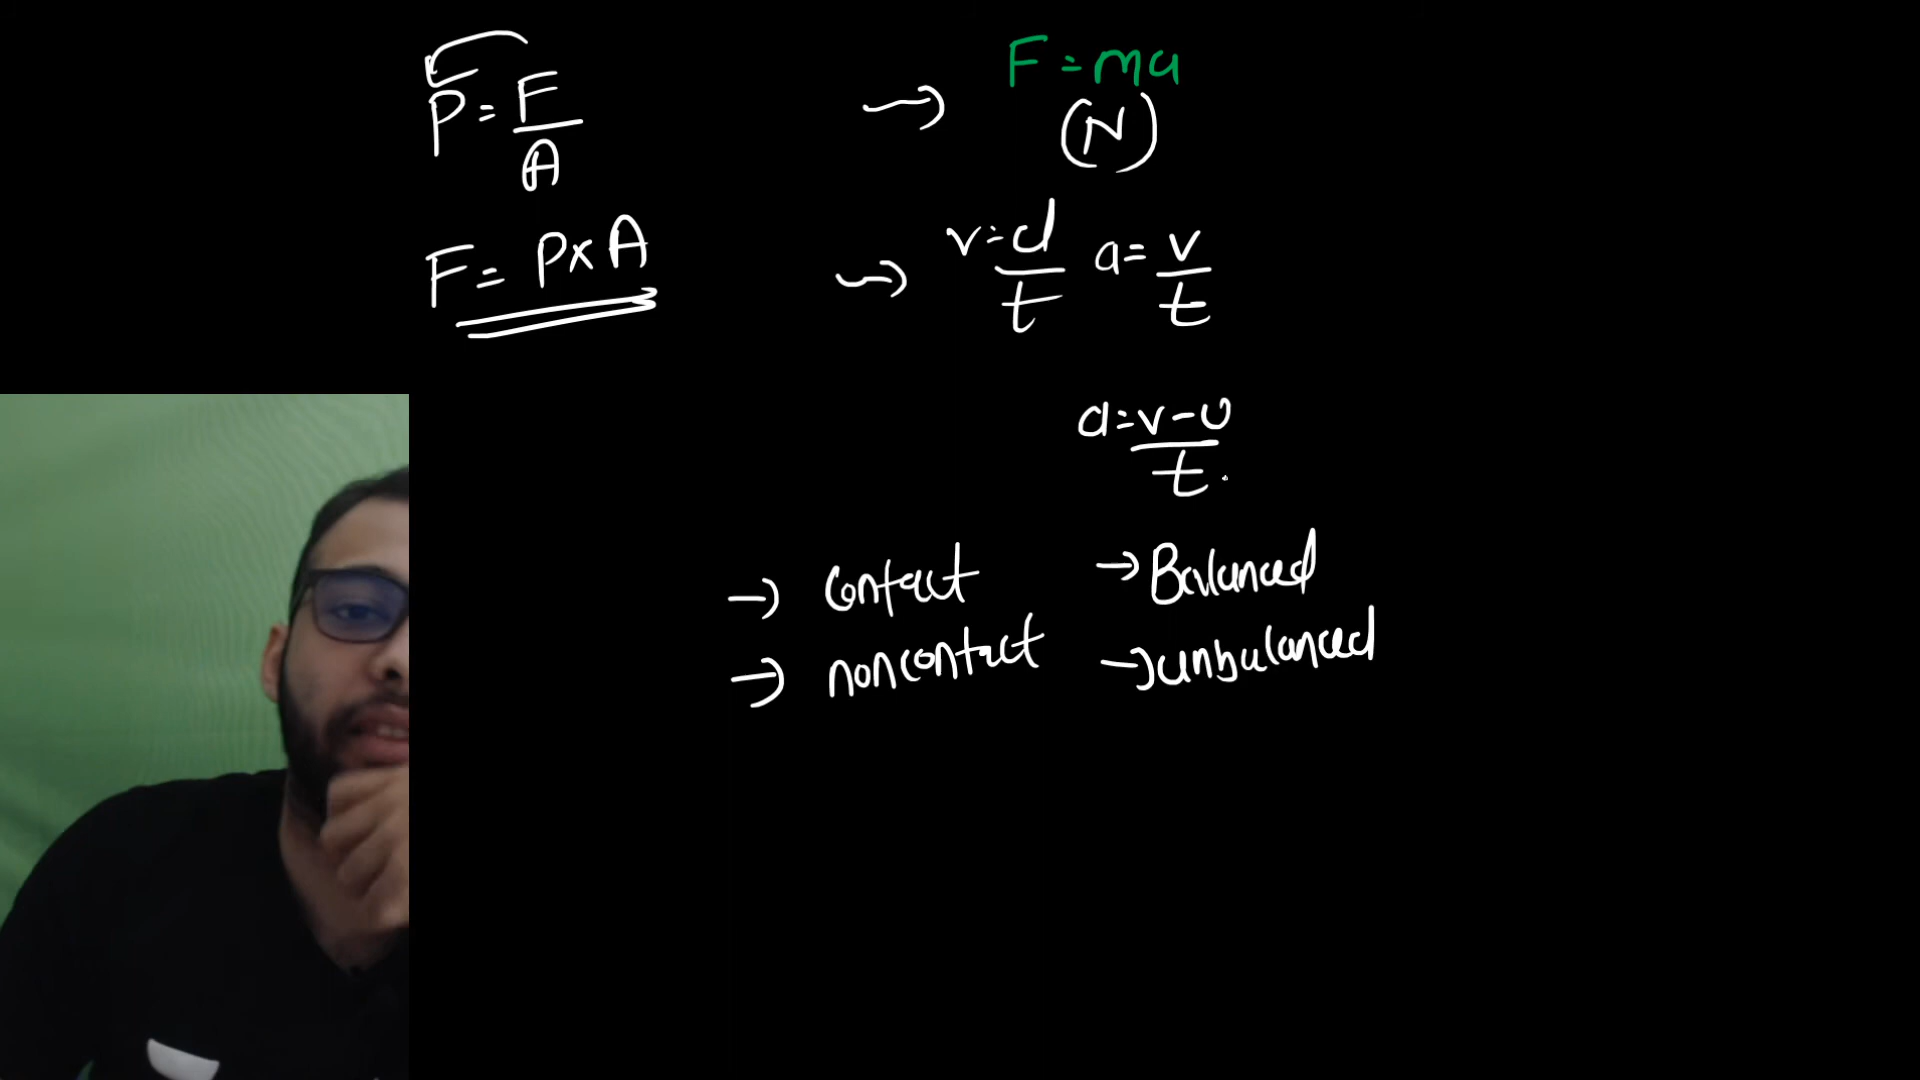 P = F/A
F = ma
(N)
F = P x A
v = d/t a = v/t
a = v - u/t
→ Contact
→ noncontact
→ Balanced
→ unbalanced